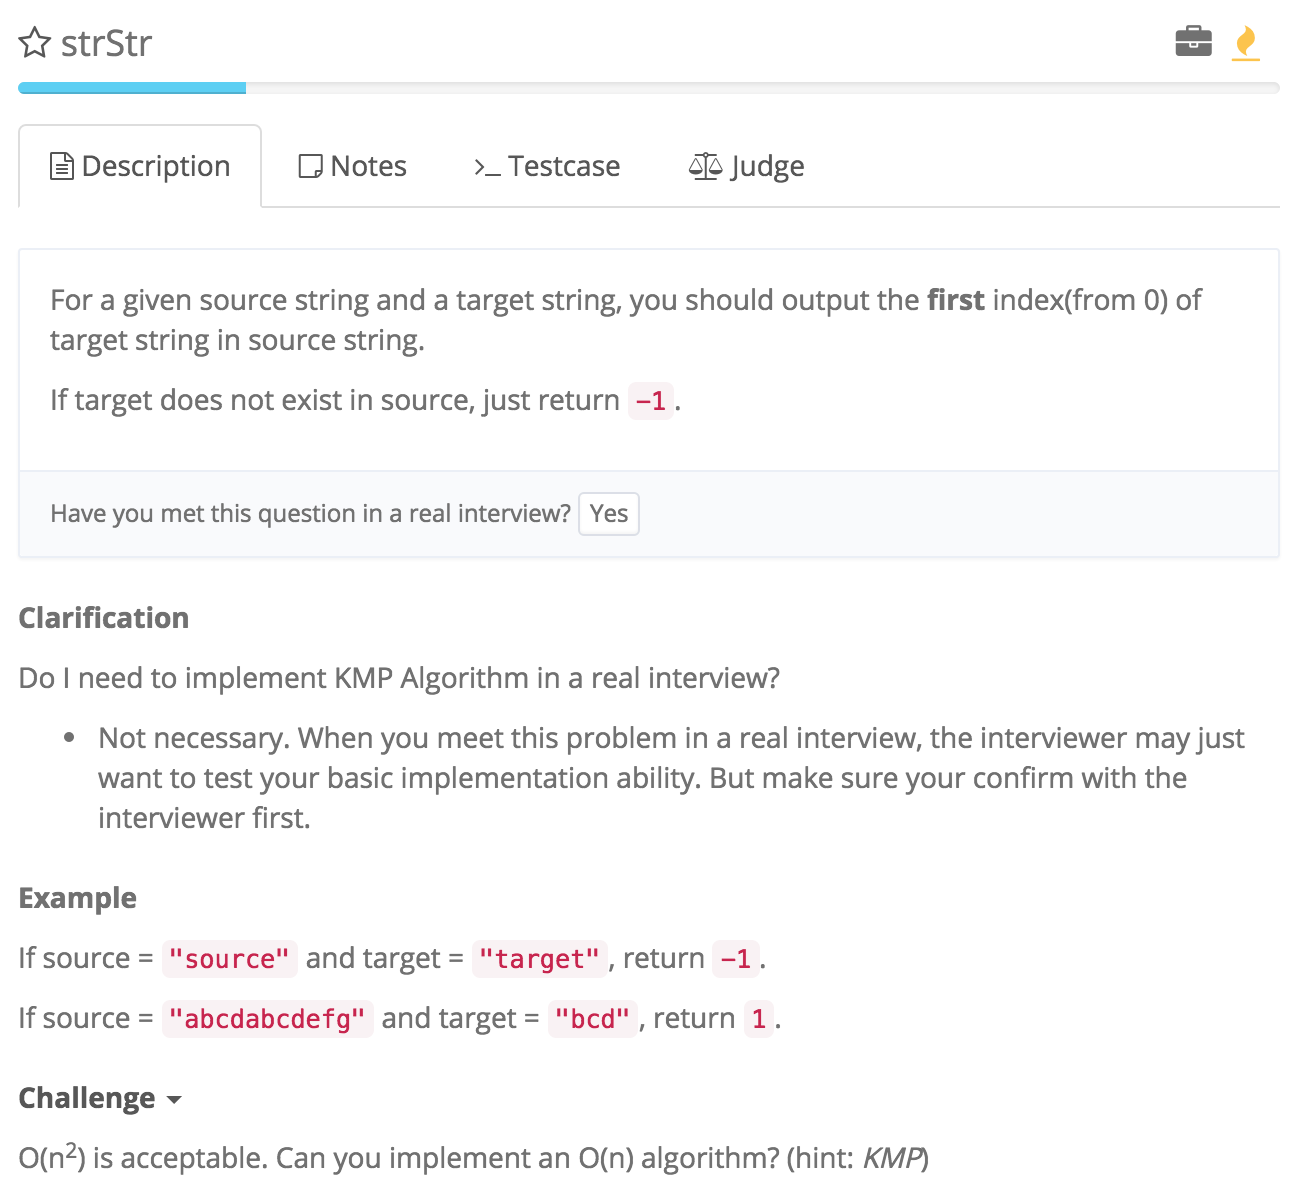 strStr
Description Notes >_ Testcase Judge
For a given source string and a target string, you should output the first index(from 0) of
target string in source string.
If target does not exist in source, just return -1.
Have you met this question in a real interview? Yes
Clarification
Do I need to implement KMP Algorithm in a real interview?
• Not necessary. When you meet this problem in a real interview, the interviewer may just
want to test your basic implementation ability. But make sure your confirm with the
interviewer first.
Example
If source = "source" and target = "target", return -1.
If source = "abcdabcdefg" and target = "bcd", return 1.
Challenge
O(n²) is acceptable. Can you implement an O(n) algorithm? (hint: KMP)